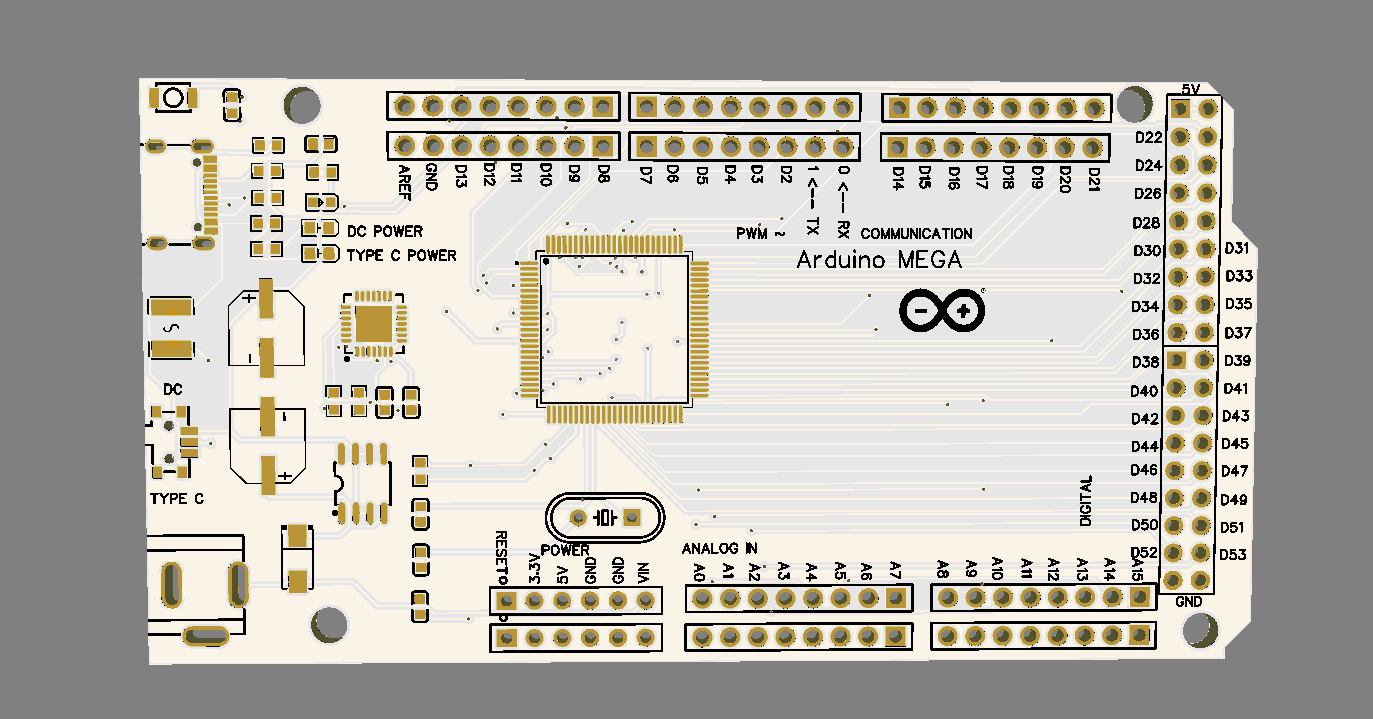 5V
AREF GND D13 D12 D11 D10 D9 D8
D7 D6 D5 D4 D3 D2 1 <--- TX 0 <--- RX
D14 D15 D16 D17 D18 D19 D20 D21
D22
D24
D26
D28
DC POWER
PWM ~ COMMUNICATION
TYPE C POWER
Arduino MEGA
D30 D31
D32 D33
D34 D35
D36 D37
D38 D39
DC
D40 D41
D42 D43
D44 D45
D46 D47
TYPE C
D48 D49
DIGITAL
D50 D51
D52 D53
POWER
ANALOG IN
RESET 3.3V 5V GND GND VIN
A0 A1 A2 A3 A4 A5 A6 A7
A8 A9 A10 A11 A12 A13 A14 A15
GND